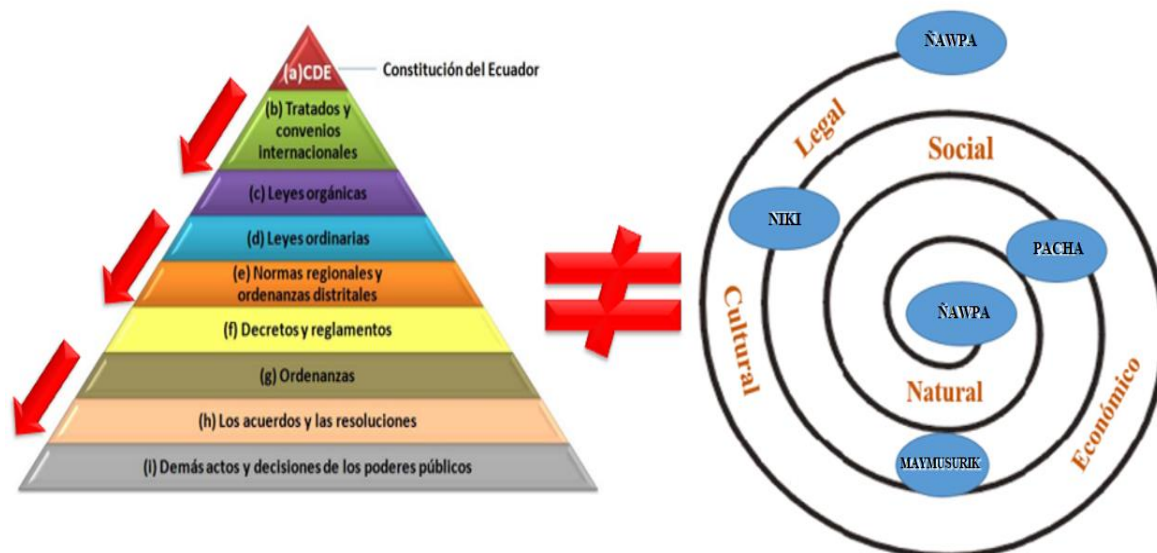 (a)CDE
Constitución del Ecuador
(b) Tratados y
convenios
internacionales
(c) Leyes orgánicas
(d) Leyes ordinarias
(e) Normas regionales y
ordenanzas distritales
(f) Decretos y reglamentos
(g) Ordenanzas
(h) Los acuerdos y las resoluciones
(i) Demás actos y decisiones de los poderes públicos
≠
ÑAWPA
Legal
Social
NIKI
PACHA
ÑAWPA
Cultural
Natural
Económico
MAYMUSURIK